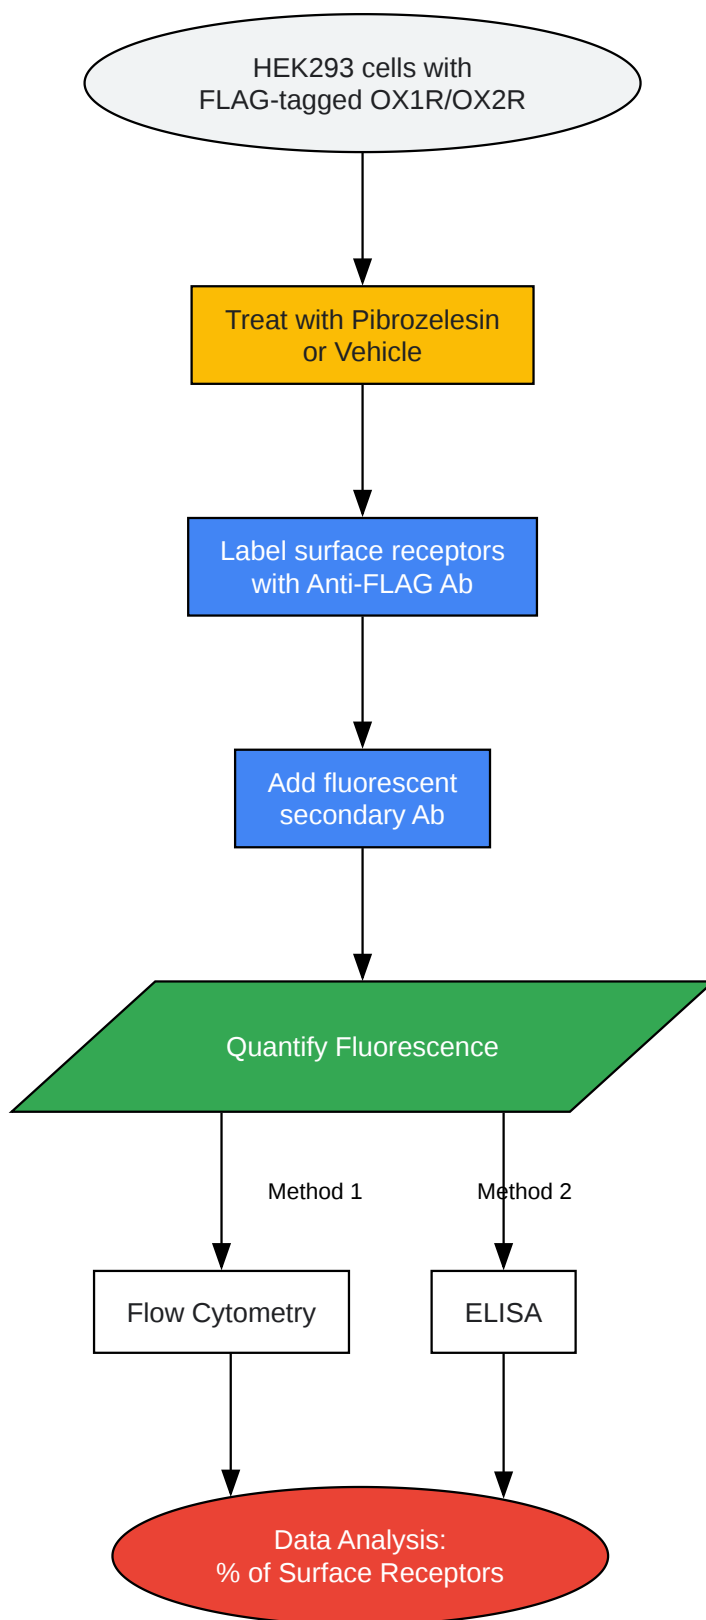 HEK293 cells with
FLAG-tagged OX1R/OX2R
Treat with Pibrozelesin
or Vehicle
Label surface receptors
with Anti-FLAG Ab
Add fluorescent
secondary Ab
Quantify Fluorescence
Method 1
Method 2
Flow Cytometry
ELISA
Data Analysis:
% of Surface Receptors